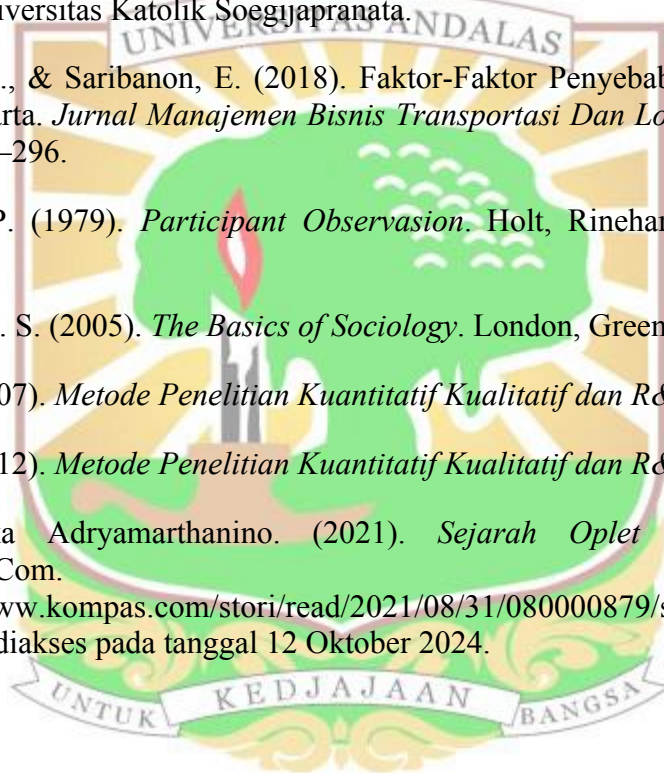 iversitas Katolik Soegijapranata.
UNIVERSITAS ANDALAS
., & Saribanon, E. (2018). Faktor-Faktor Penyebab
arta. Jurnal Manajemen Bisnis Transportasi Dan Lo
–296.
P. (1979). Participant Observasion. Holt, Rinehar
. S. (2005). The Basics of Sociology. London, Green
07). Metode Penelitian Kuantitatif Kualitatif dan R&
12). Metode Penelitian Kuantitatif Kualitatif dan R&
ka Adryamarthanino. (2021). Sejarah Oplet
Com.
ww.kompas.com/stori/read/2021/08/31/080000879/s
diakses pada tanggal 12 Oktober 2024.
UNTUK KEDJAJAAN BANGSA